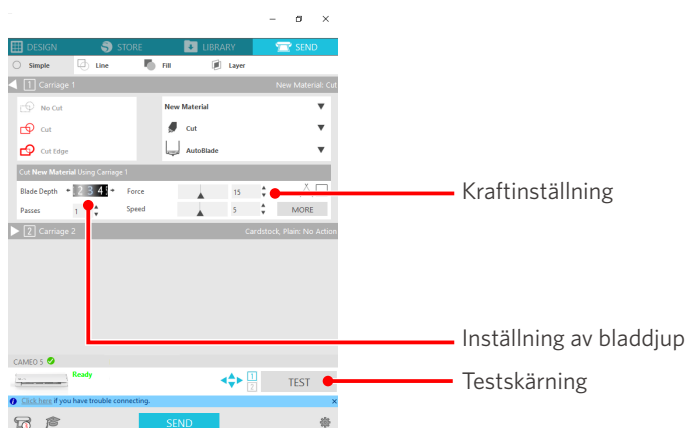 DESIGN STORE LIBRARY SEND
Simple Line Fill Layer
1 Carriage 1 New Material: Cut
No Cut
Cut
Cut Edge
New Material
Cut
AutoBlade
Cut New Material Using Carriage 1
Blade Depth 2 3 4 Force 15
Passes 1 Speed 5 MORE
Kraftinställning
2 Carriage 2 Cardstock, Plain: No Action
Inställning av bladdjup
CAMEO 5
Ready
1
2
TEST
Testskärning
Click here if you have trouble connecting.
SEND